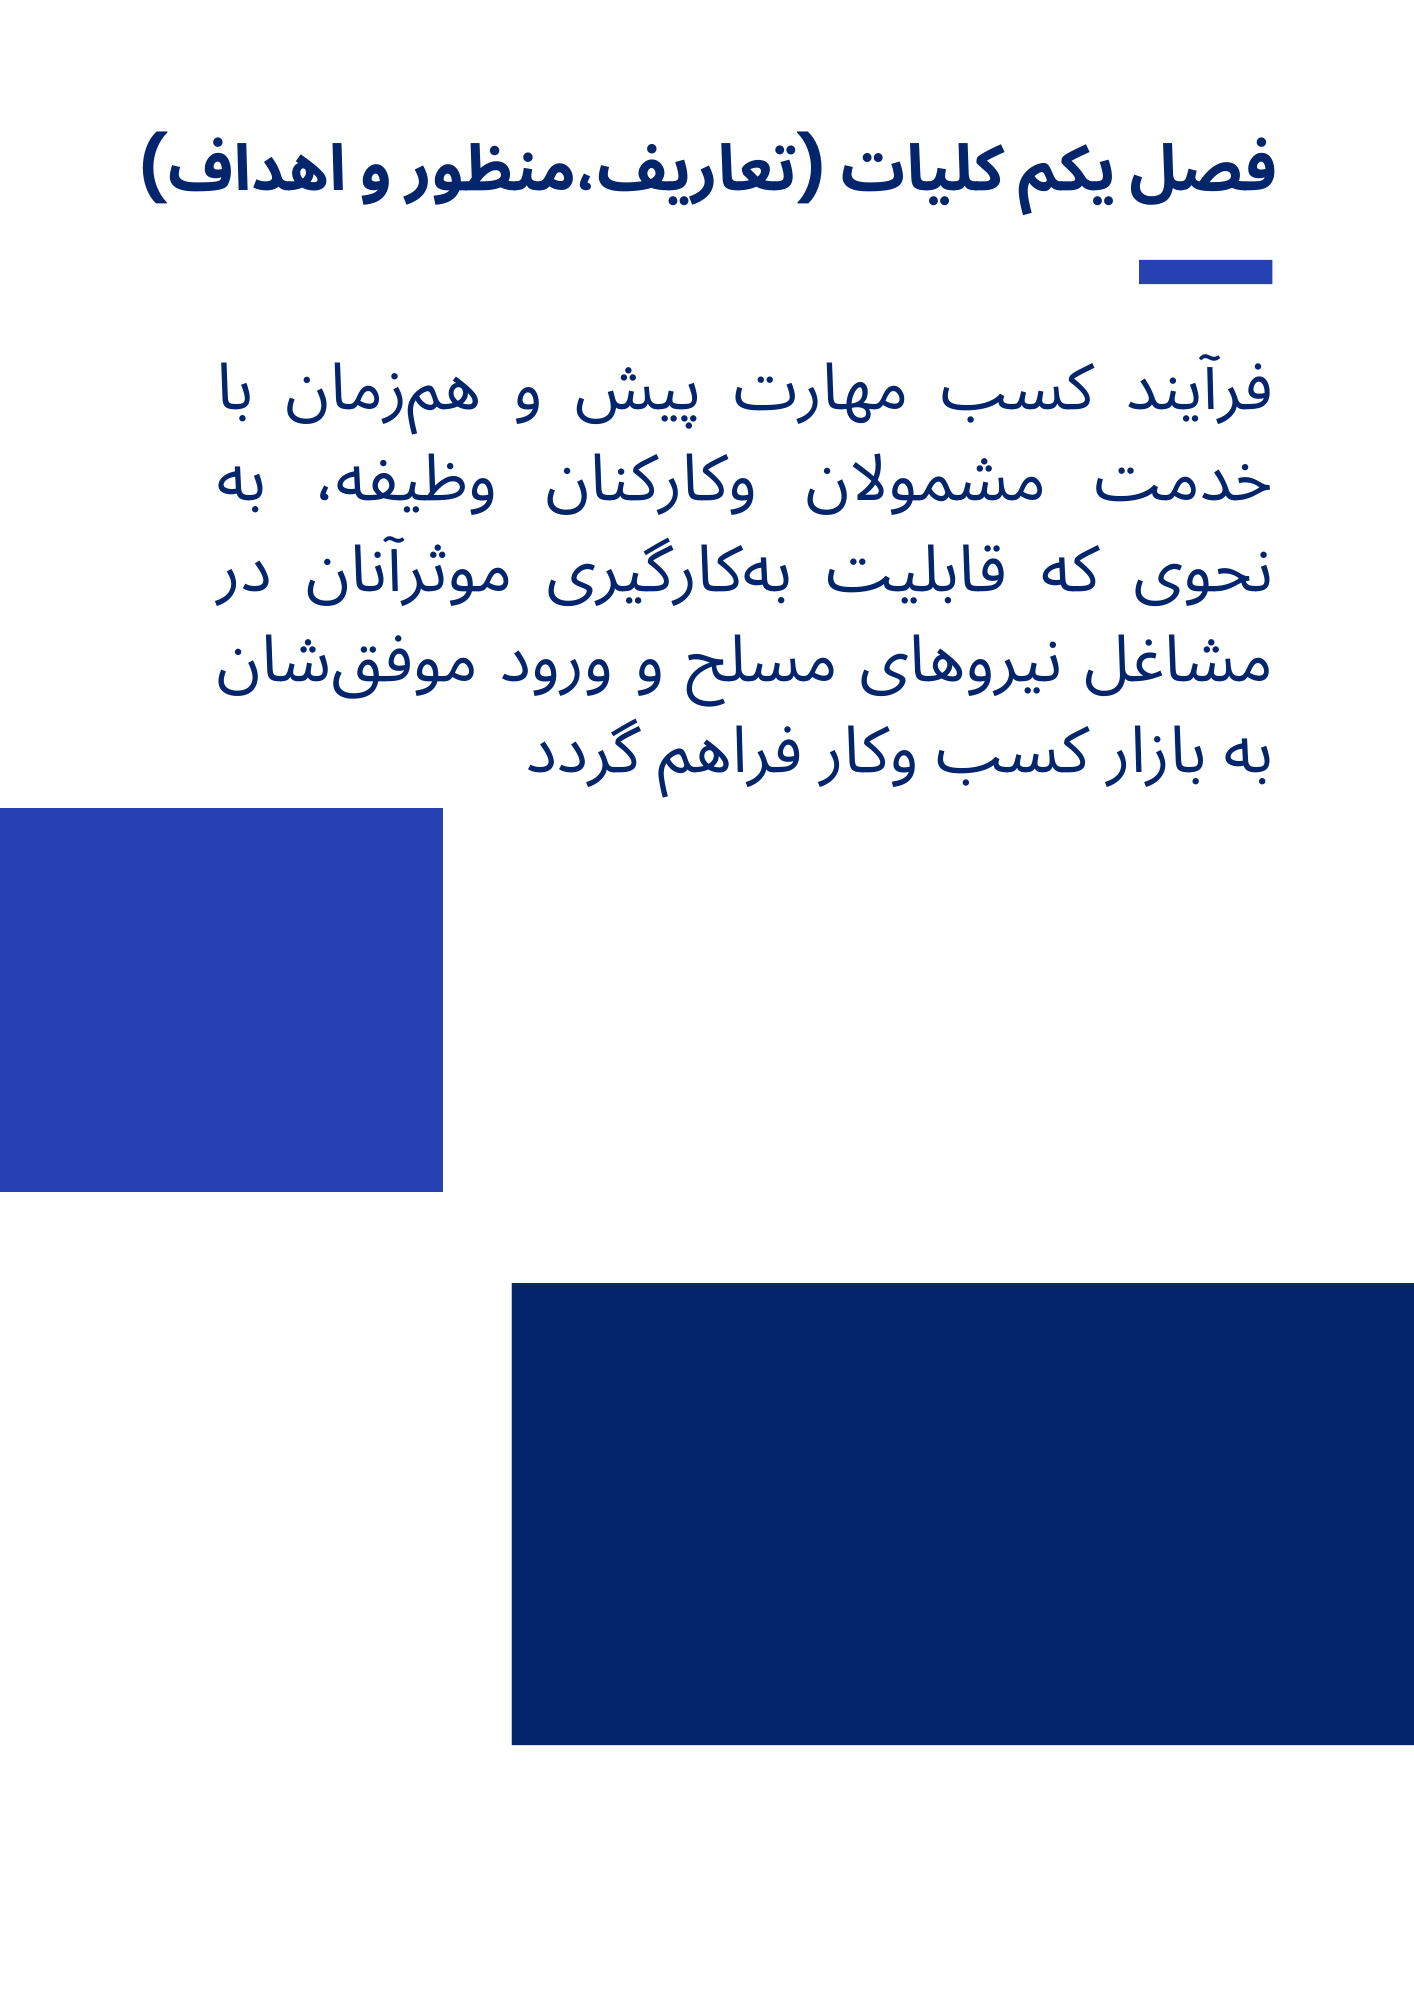 فصل یکم کلیات (تعاریف،منظور و اهداف)
فرآیند کسب مهارت پیش و هم‌زمان با
خدمت مشمولان وکارکنان وظیفه، به
نحوی که قابلیت به‌کارگیری موثرآنان در
مشاغل نیروهای مسلح و ورود موفق‌شان
به بازار کسب وکار فراهم گردد